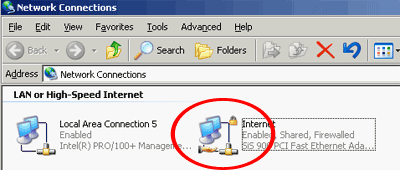 Network Connections
File Edit View Favorites Tools Advanced Help
Back Search Folders
Address Network Connections
LAN or High-Speed Internet
Local Area Connection 5
Enabled
Intel(R) PRO/100+ Manageme...
Internet
Enabled, Shared, Firewalled
SiS 900 PCI Fast Ethernet Ada...